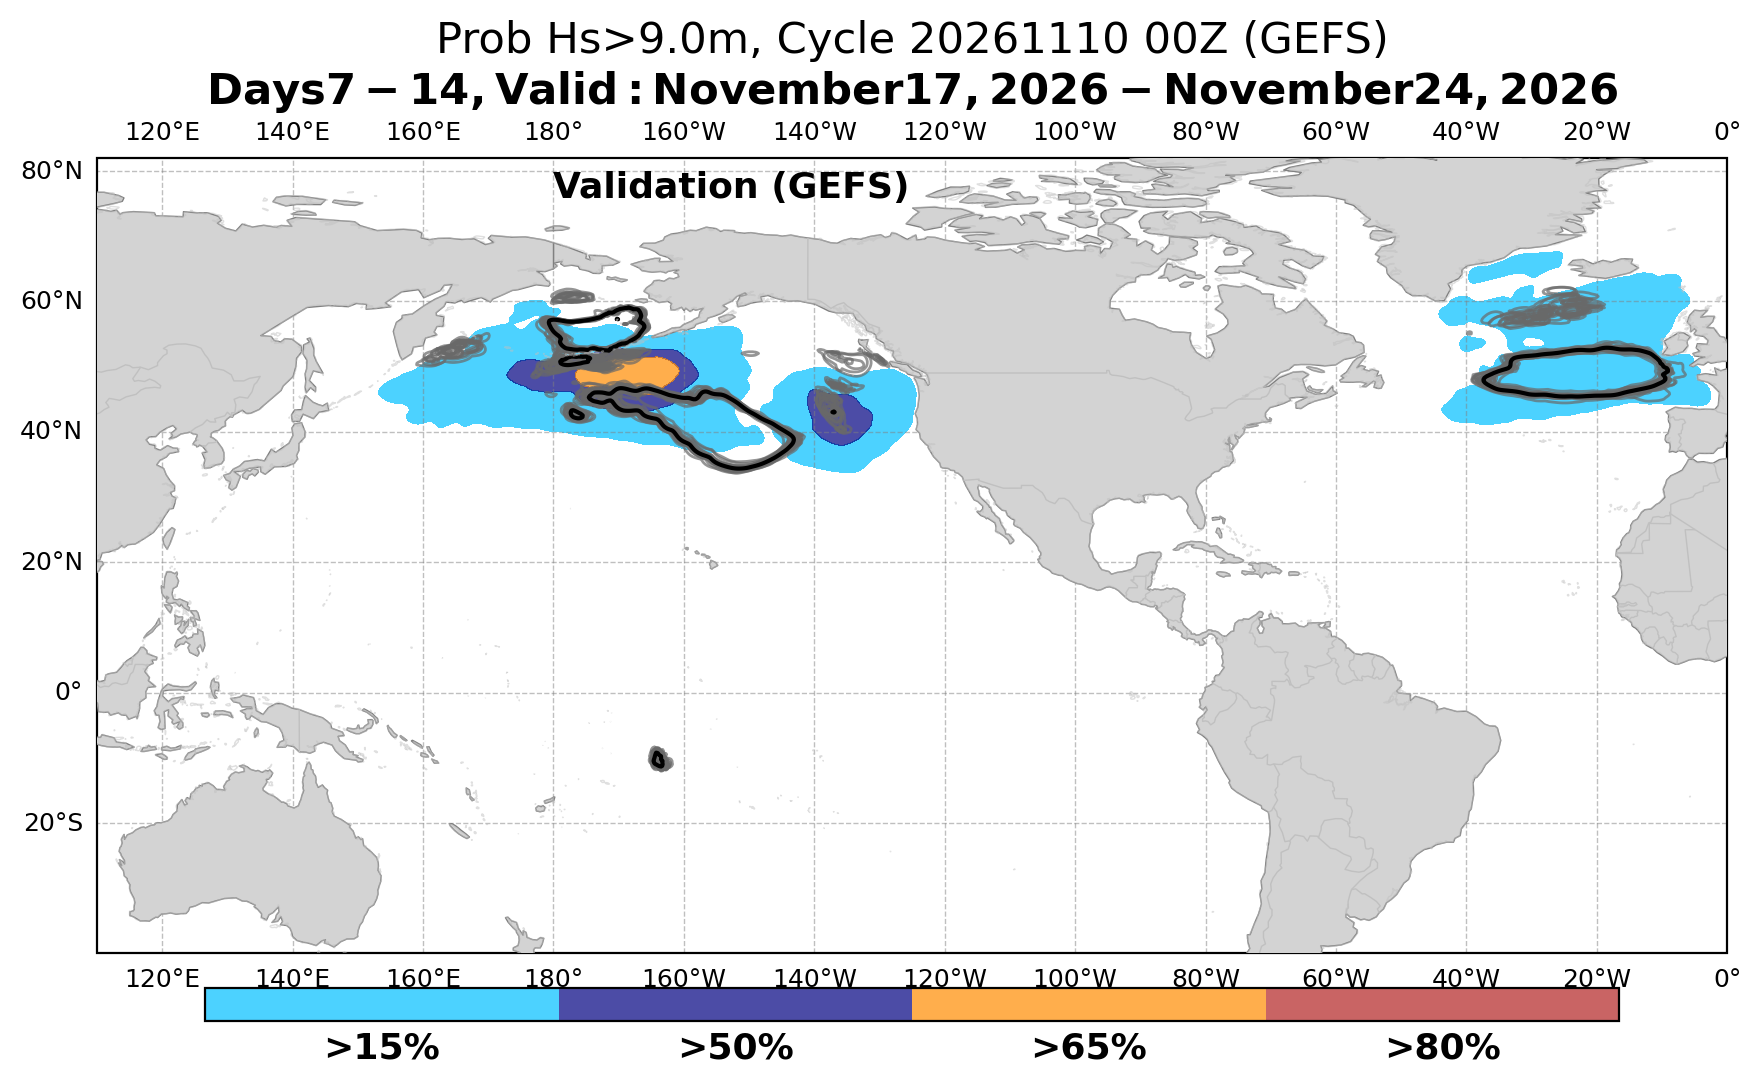 Prob Hs>9.0m, Cycle 20261110 00Z (GEFS)
Days7 − 14, Valid : November17, 2026 − November24, 2026
120°E 140°E 160°E 180° 160°W 140°W 120°W 100°W 80°W 60°W 40°W 20°W 0°
80°N
Validation (GEFS)
60°N
40°N
20°N
0°
20°S
120°E 140°E 160°E 180° 160°W 140°W 120°W 100°W 80°W 60°W 40°W 20°W 0°
>15% >50% >65% >80%